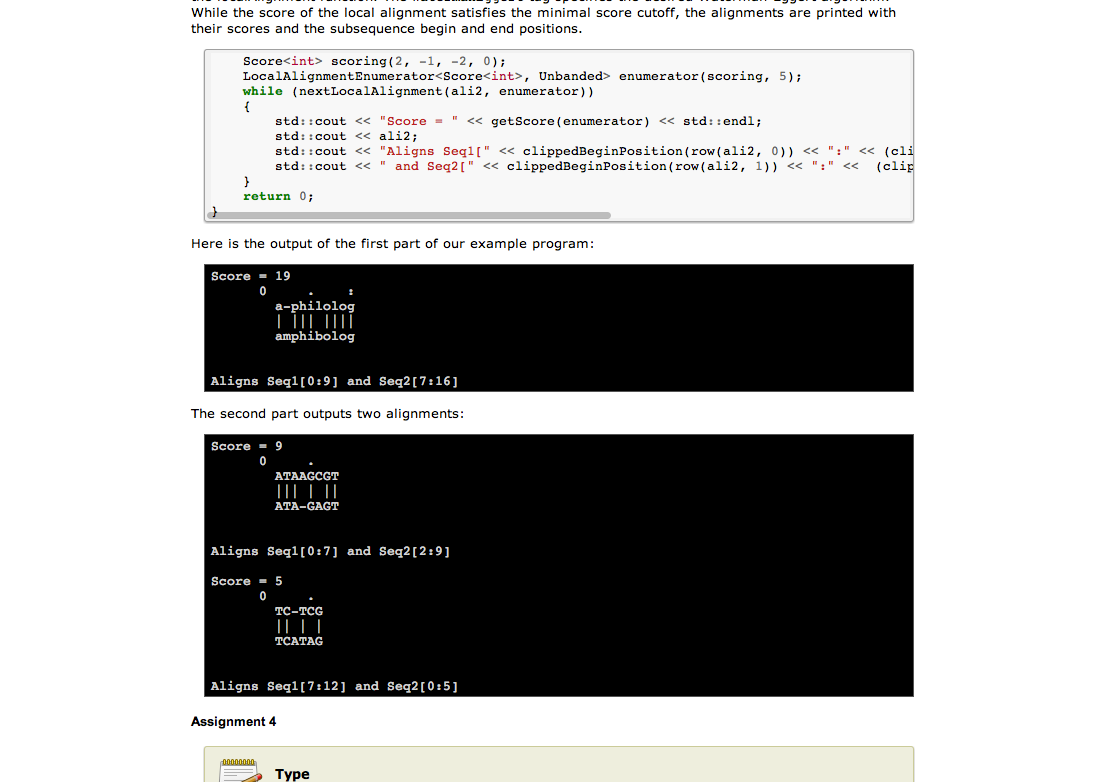 While the score of the local alignment satisfies the minimal score cutoff, the alignments are printed with
their scores and the subsequence begin and end positions.
Score<int> scoring(2, -1, -2, 0);
LocalAlignmentEnumerator<Score<int>, Unbanded> enumerator(scoring, 5);
while (nextLocalAlignment(ali2, enumerator))
{
std::cout << "Score = " << getScore(enumerator) << std::endl;
std::cout << ali2;
std::cout << "Aligns Seq1[" << clippedBeginPosition(row(ali2, 0)) << ":" << (cli
std::cout << " and Seq2[" << clippedBeginPosition(row(ali2, 1)) << ":" << (clip
}
return 0;
}
Here is the output of the first part of our example program:
Score = 19
0 . :
a-philolog
| ||| ||||
amphibolog
Aligns Seq1[0:9] and Seq2[7:16]
The second part outputs two alignments:
Score = 9
0 .
ATAAGCGT
||| | ||
ATA-GAGT
Aligns Seq1[0:7] and Seq2[2:9]
Score = 5
0 .
TC-TCG
|| | |
TCATAG
Aligns Seq1[7:12] and Seq2[0:5]
Assignment 4
Type